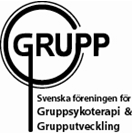 GRUPP
Svenska föreningen för
Gruppsykoterapi &
Grupputveckling